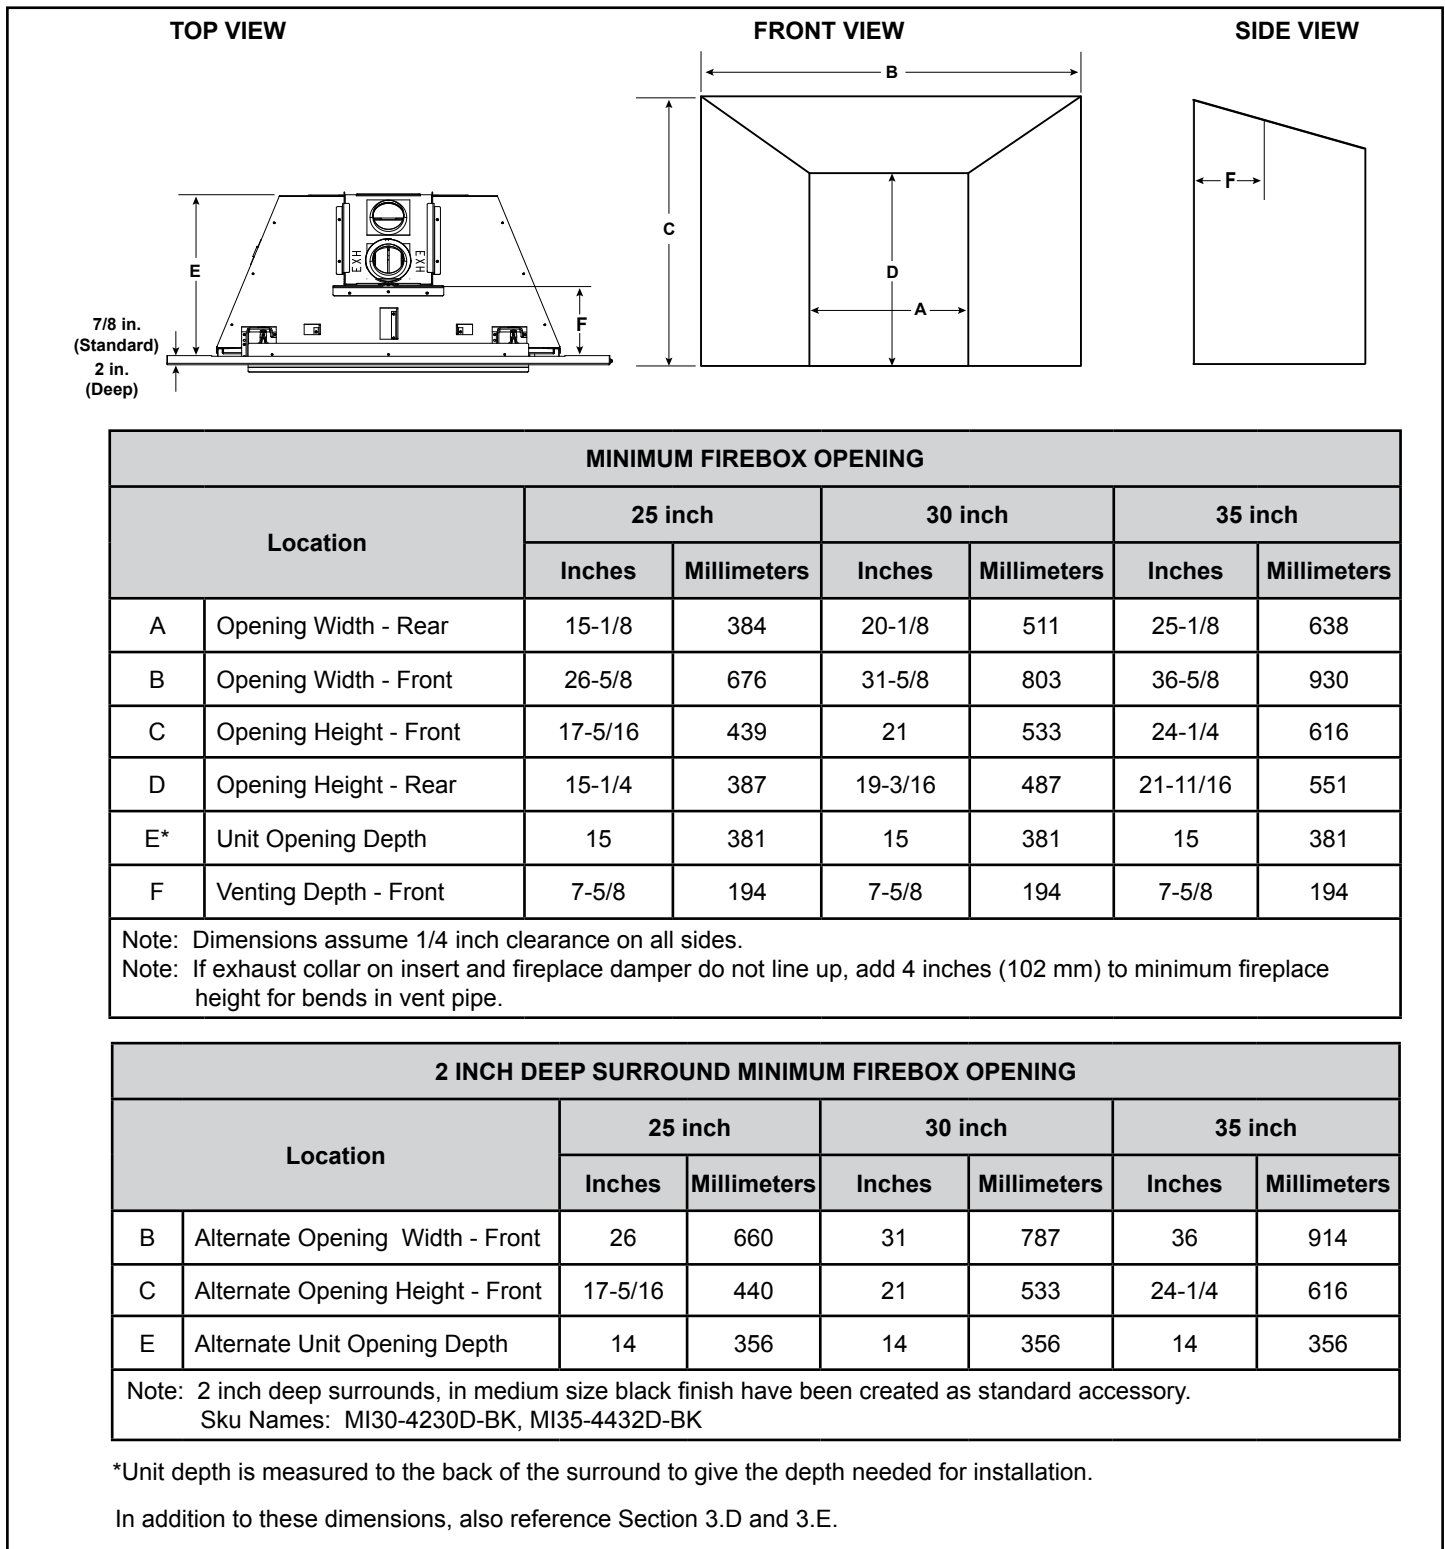 TOP VIEW FRONT VIEW SIDE VIEW
B
C
D
A
F
E
EXH
EXH
F
7/8 in.
(Standard)
2 in.
(Deep)
MINIMUM FIREBOX OPENING
Location 25 inch 30 inch 35 inch
Inches Millimeters Inches Millimeters Inches Millimeters
A Opening Width - Rear 15-1/8 384 20-1/8 511 25-1/8 638
B Opening Width - Front 26-5/8 676 31-5/8 803 36-5/8 930
C Opening Height - Front 17-5/16 439 21 533 24-1/4 616
D Opening Height - Rear 15-1/4 387 19-3/16 487 21-11/16 551
E* Unit Opening Depth 15 381 15 381 15 381
F Venting Depth - Front 7-5/8 194 7-5/8 194 7-5/8 194
Note: Dimensions assume 1/4 inch clearance on all sides.
Note: If exhaust collar on insert and fireplace damper do not line up, add 4 inches (102 mm) to minimum fireplace
height for bends in vent pipe.
2 INCH DEEP SURROUND MINIMUM FIREBOX OPENING
Location 25 inch 30 inch 35 inch
Inches Millimeters Inches Millimeters Inches Millimeters
B Alternate Opening Width - Front 26 660 31 787 36 914
C Alternate Opening Height - Front 17-5/16 440 21 533 24-1/4 616
E Alternate Unit Opening Depth 14 356 14 356 14 356
Note: 2 inch deep surrounds, in medium size black finish have been created as standard accessory.
Sku Names: MI30-4230D-BK, MI35-4432D-BK
*Unit depth is measured to the back of the surround to give the depth needed for installation.
In addition to these dimensions, also reference Section 3.D and 3.E.